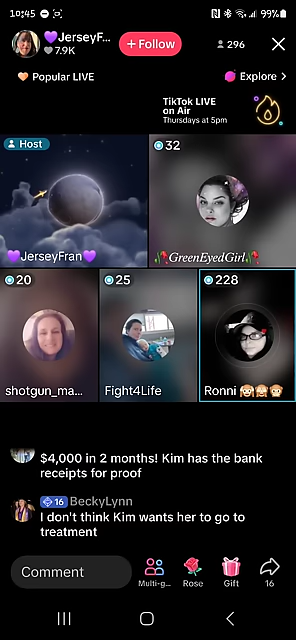 10:45
99%
💜JerseyF...
7.9K
+ Follow
296
Popular LIVE
Explore >
TikTok LIVE
on Air
Thursdays at 5pm
Host
32
💜JerseyFran💜
🥀GreenEyedGirl🥀
20
25
228
shotgun_ma...
Fight4Life
Ronni 🙈🙈🙊
$4,000 in 2 months! Kim has the bank
receipts for proof
16 BeckyLynn
I don't think Kim wants her to go to
treatment
Comment
Multi-g...
Rose
Gift
16